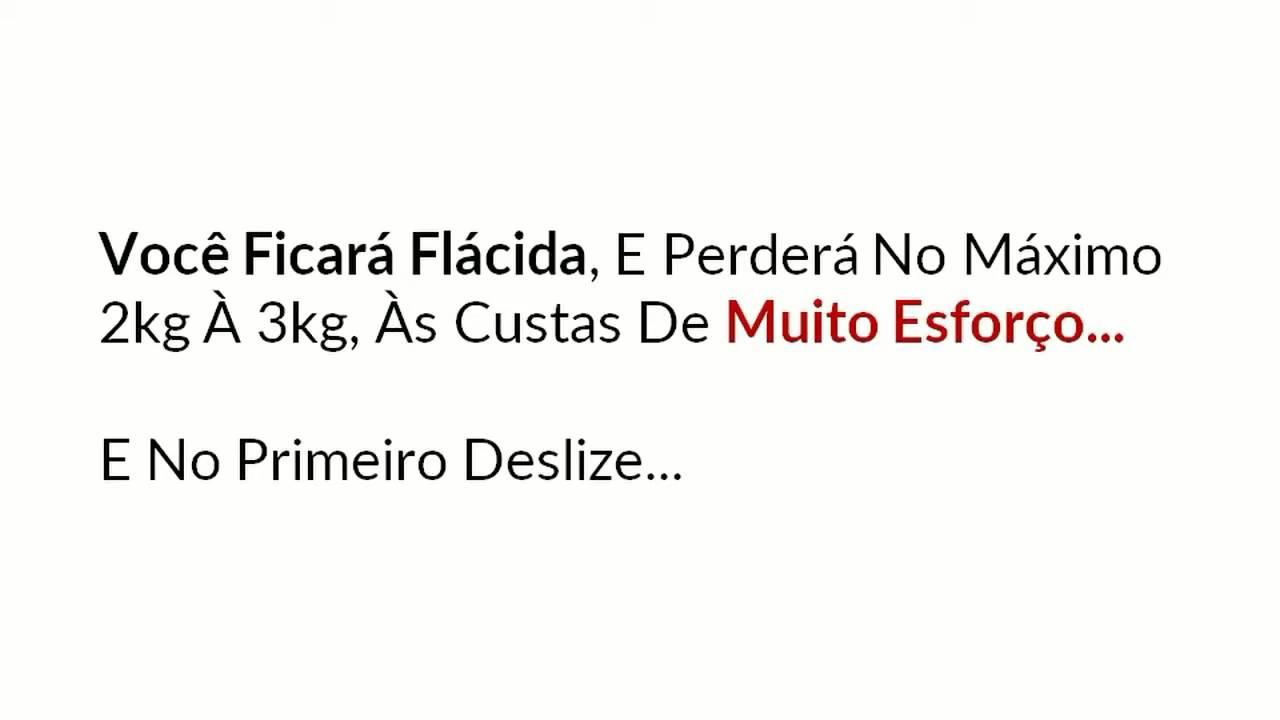 Você Ficará Flácida, E Perderá No Máximo
2kg À 3kg, Às Custas De Muito Esforço...
E No Primeiro Deslize...